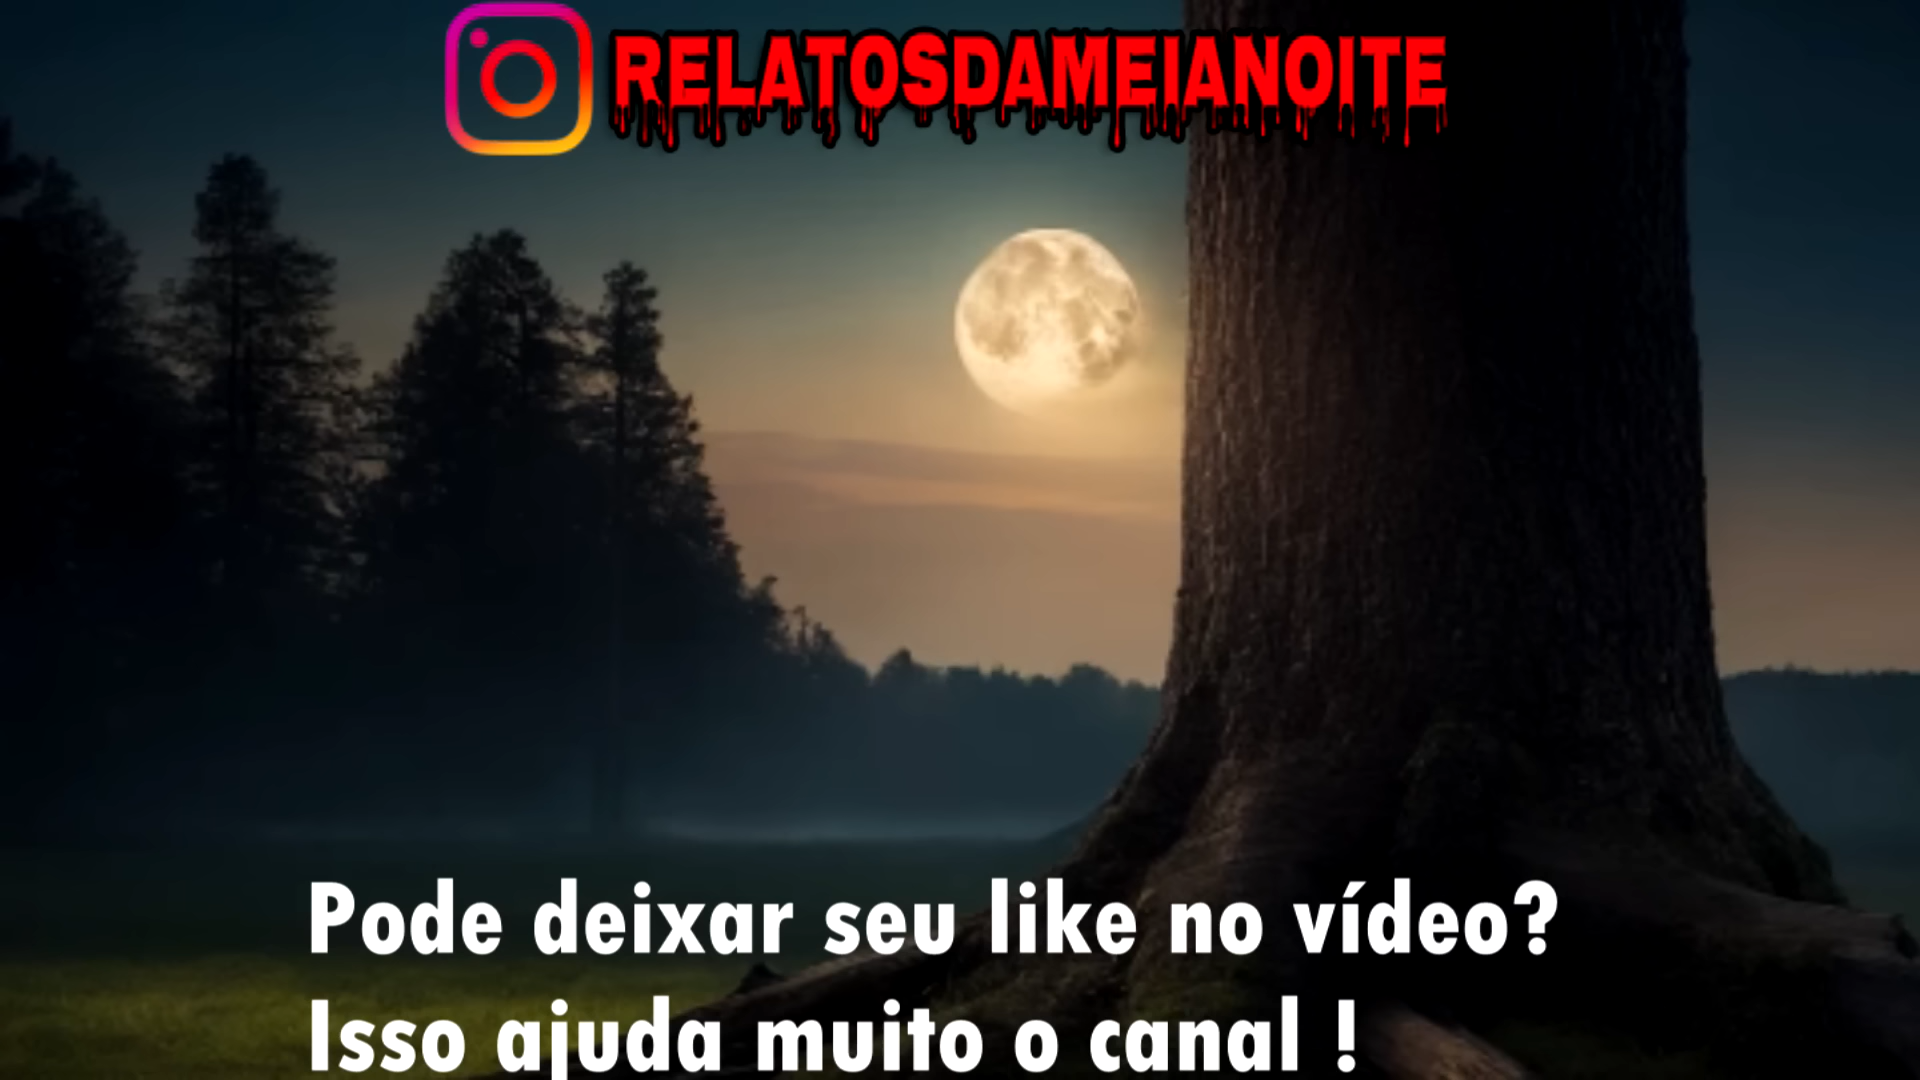 RELATOSDAMEIANOITE
Pode deixar seu like no vídeo?
Isso ajuda muito o canal !